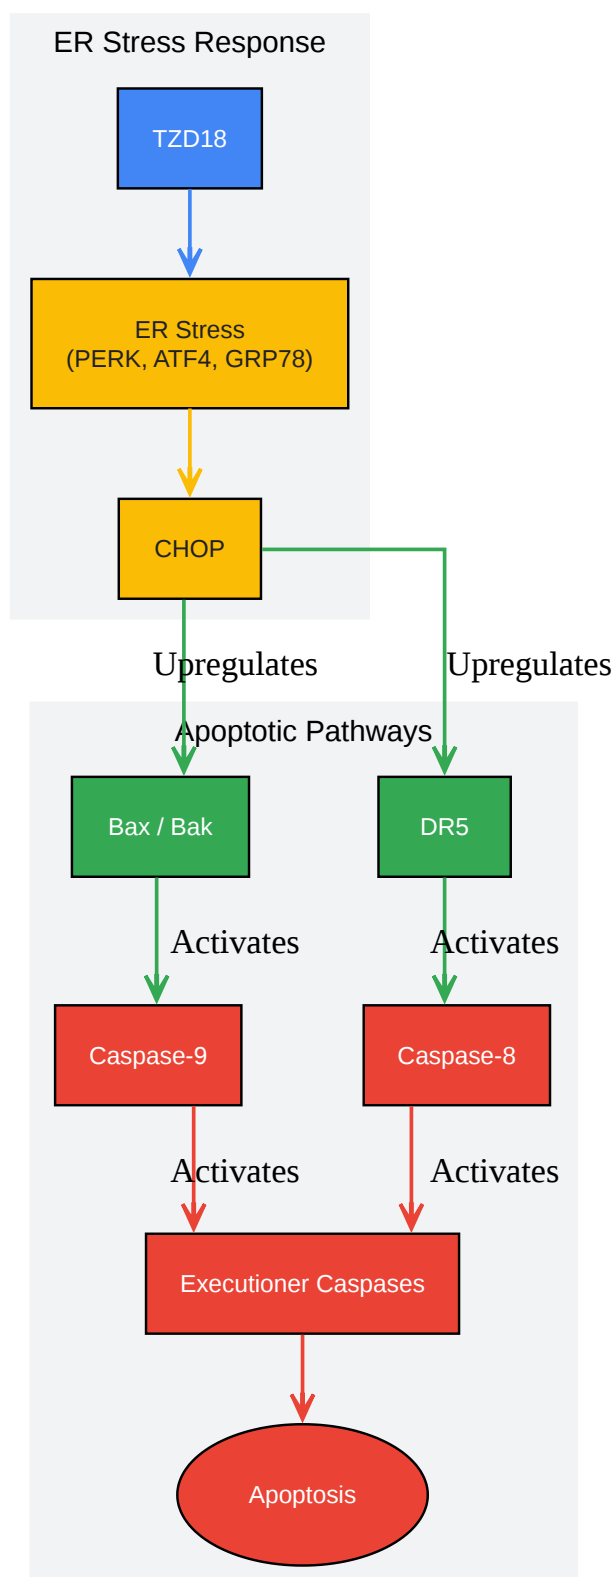 ER Stress Response
TZD18
ER Stress
(PERK, ATF4, GRP78)
CHOP
Upregulates
Upregulates
Apoptotic Pathways
Bax / Bak
DR5
Activates
Activates
Caspase-9
Caspase-8
Activates
Activates
Executioner Caspases
Apoptosis